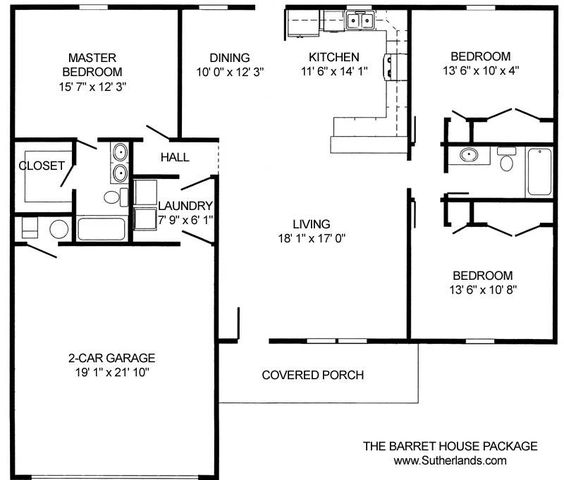 MASTER
BEDROOM
15' 7" x 12' 3"
DINING
10' 0" x 12' 3"
KITCHEN
11' 6" x 14' 1"
BEDROOM
13' 6" x 10' x 4"
CLOSET
HALL
LAUNDRY
7' 9" x 6' 1"
LIVING
18' 1" x 17' 0"
BEDROOM
13' 6" x 10' 8"
2-CAR GARAGE
19' 1" x 21' 10"
COVERED PORCH
THE BARRET HOUSE PACKAGE
www.Sutherlands.com